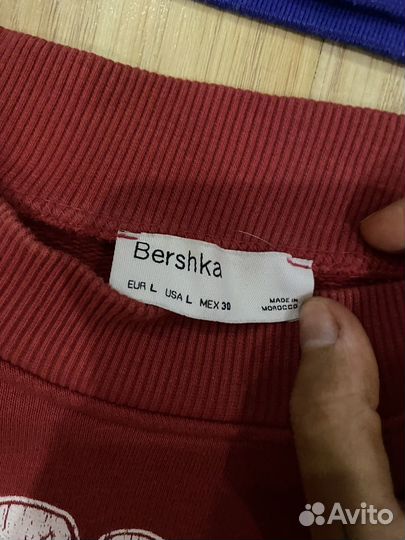 Bershka
EUR L USA L MEX 30
MADE IN
MOROCCO
Avito